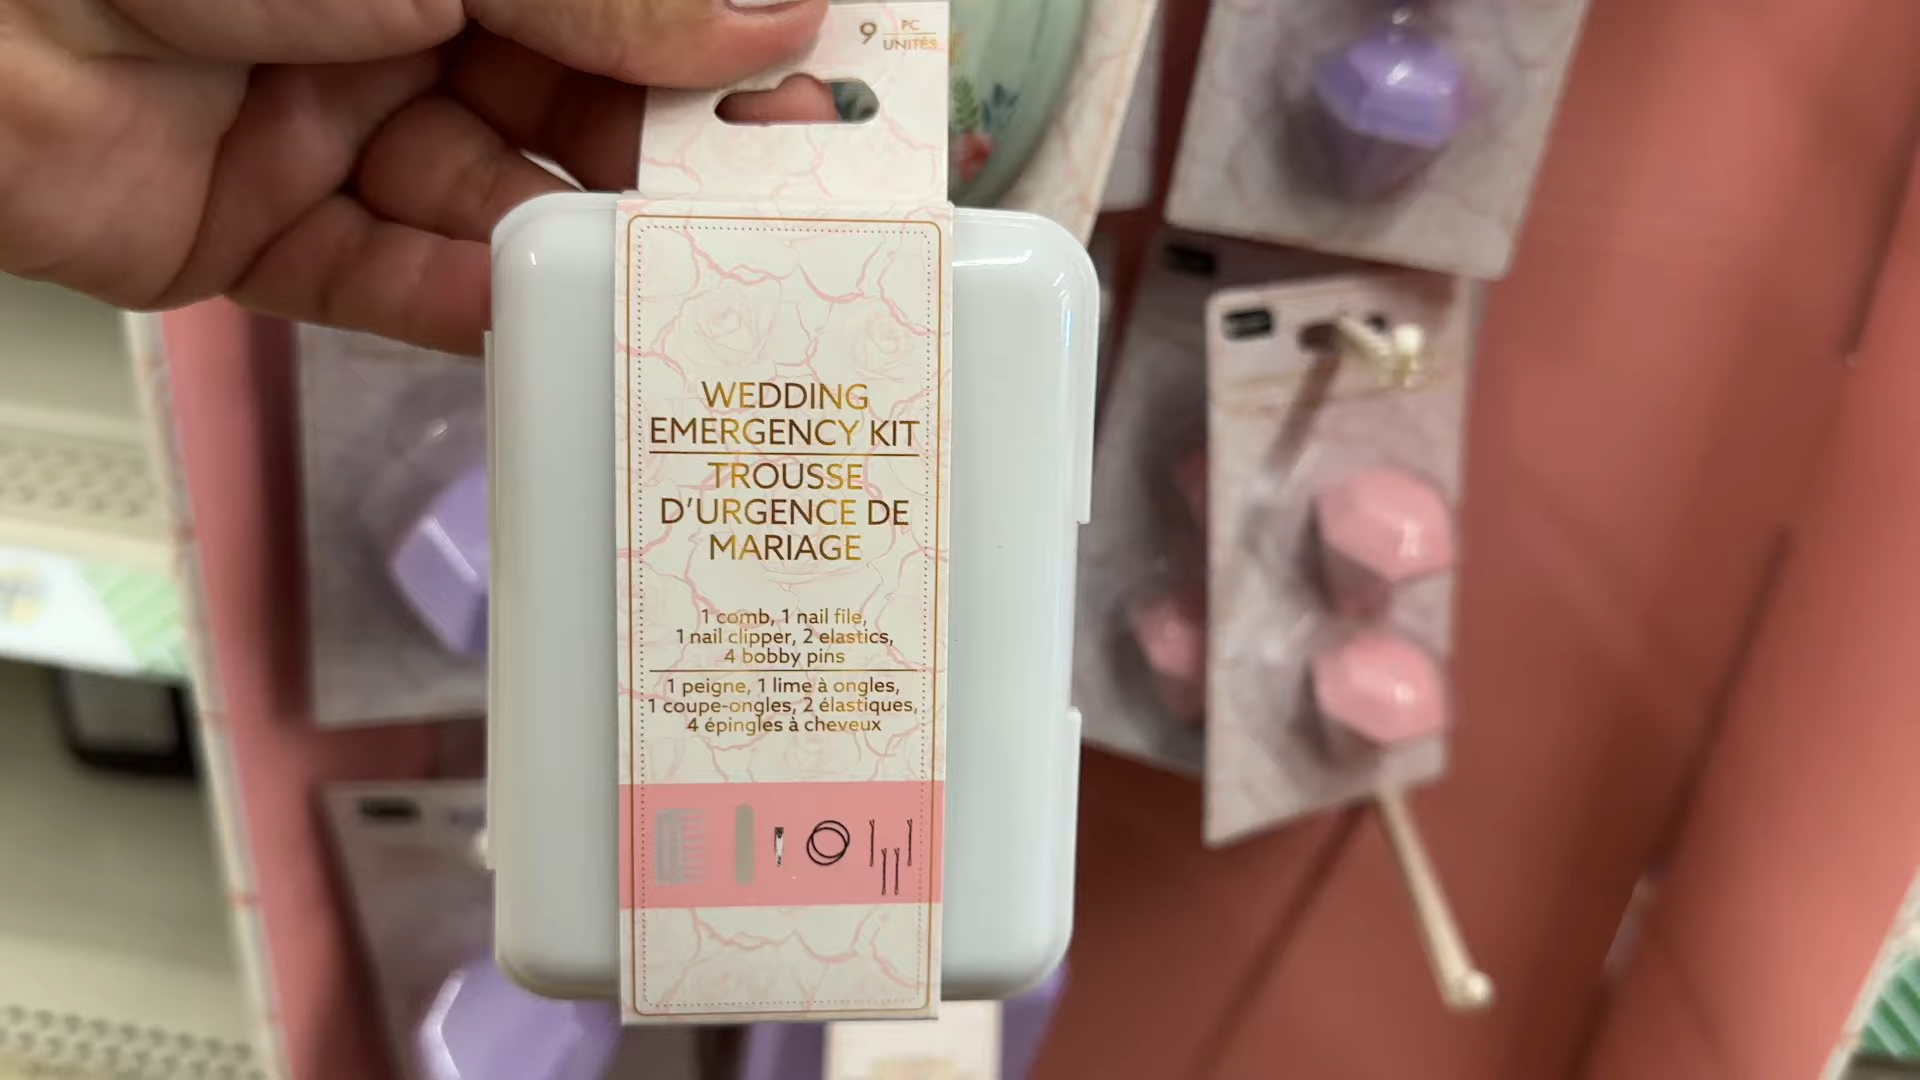 9 PC
UNITÉS
WEDDING
EMERGENCY KIT
TROUSSE
D'URGENCE DE
MARIAGE
1 comb, 1 nail file,
1 nail clipper, 2 elastics,
4 bobby pins
1 peigne, 1 lime à ongles,
1 coupe-ongles, 2 élastiques,
4 épingles à cheveux